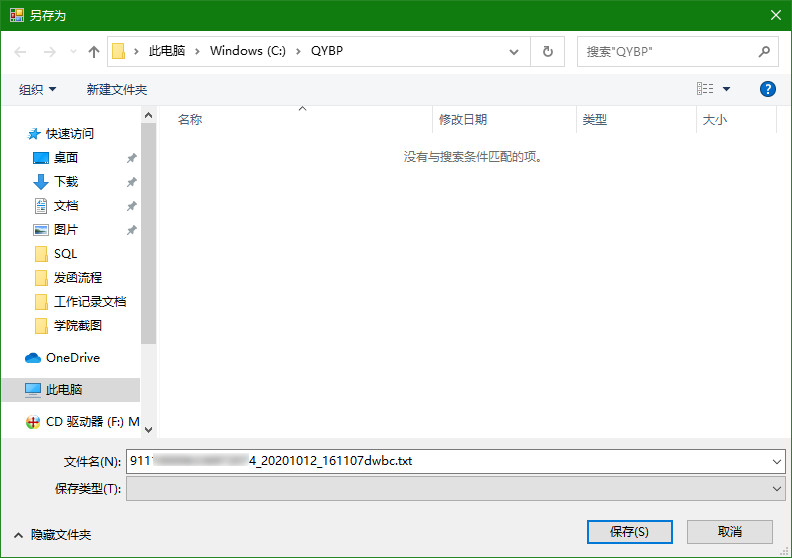 另存为
此电脑 › Windows (C:) › QYBP
搜索"QYBP"
组织
新建文件夹
?
名称 修改日期 类型 大小
没有与搜索条件匹配的项。
快速访问
桌面
下载
文档
图片
SQL
发函流程
工作记录文档
学院截图
OneDrive
此电脑
CD 驱动器 (F:) M
文件名(N): 911 4_20201012_161107dwbc.txt
保存类型(T):
隐藏文件夹
保存(S)
取消